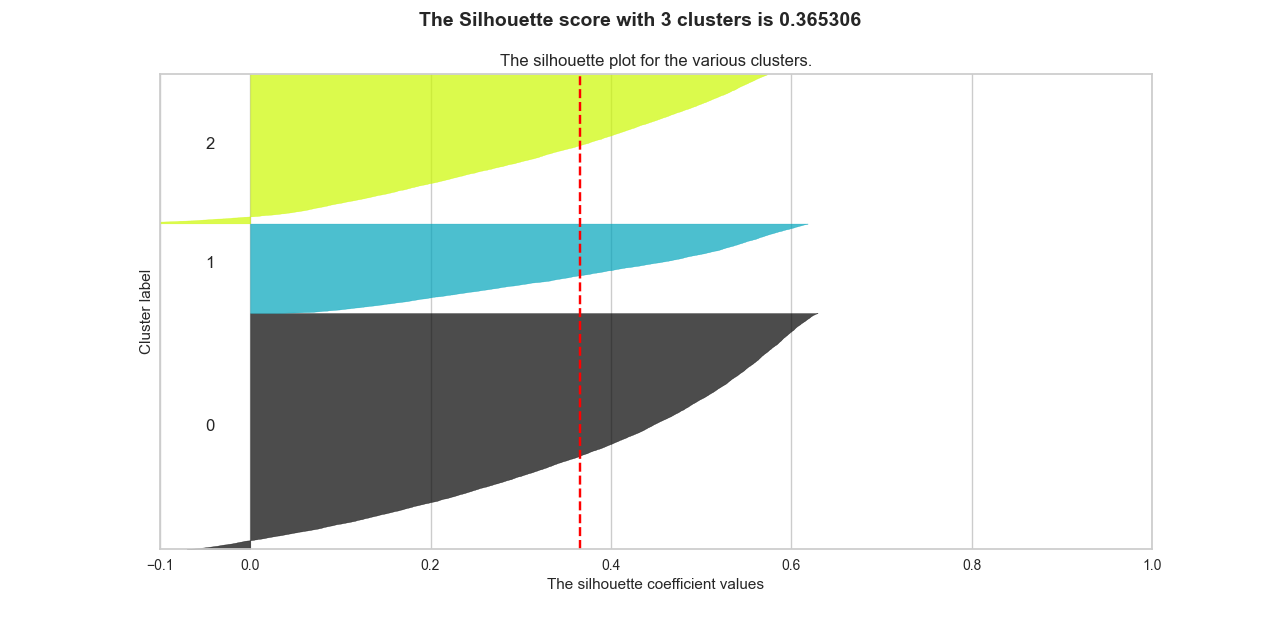 The Silhouette score with 3 clusters is 0.365306
The silhouette plot for the various clusters.
2
1
0
Cluster label
−0.1 0.0 0.2 0.4 0.6 0.8 1.0
The silhouette coefficient values